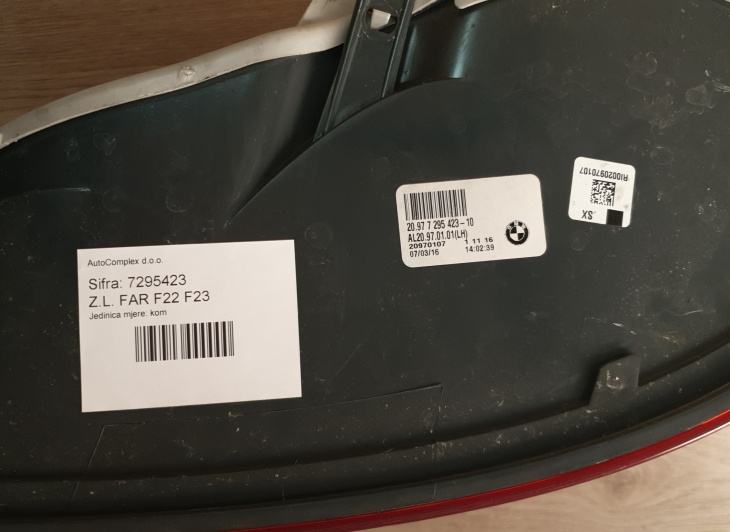 AutoComplex d.o.o.
Sifra: 7295423
Z.L. FAR F22 F23
Jedinica mjere: kom
20.97 7 295 423-10
AL20.97.01.01(LH)
20970107 1 11 16
07/03/16 14:02:39
RI0020970107
SX